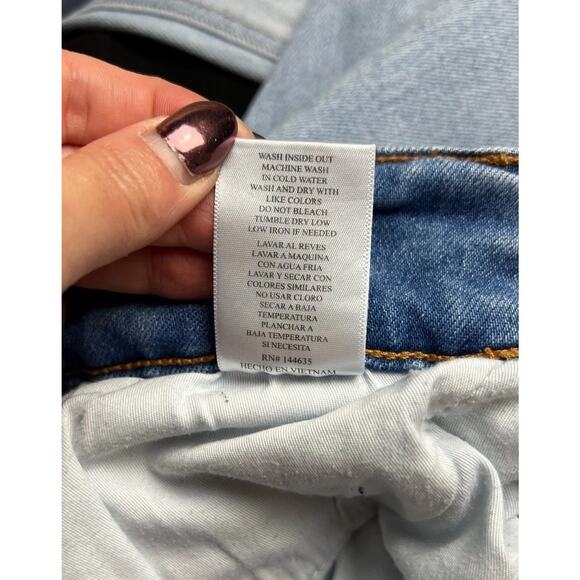 WASH INSIDE OUT
MACHINE WASH
IN COLD WATER
WASH AND DRY WITH
LIKE COLORS
DO NOT BLEACH
TUMBLE DRY LOW
LOW IRON IF NEEDED
LAVAR AL REVES
LAVAR A MAQUINA
CON AGUA FRIA
LAVAR Y SECAR CON
COLORES SIMILARES
NO USAR CLORO
SECAR A BAJA
TEMPERATURA
PLANCHAR A
BAJA TEMPERATURA
SI NECESITA
RN# 144635
HECHO EN VIETNAM